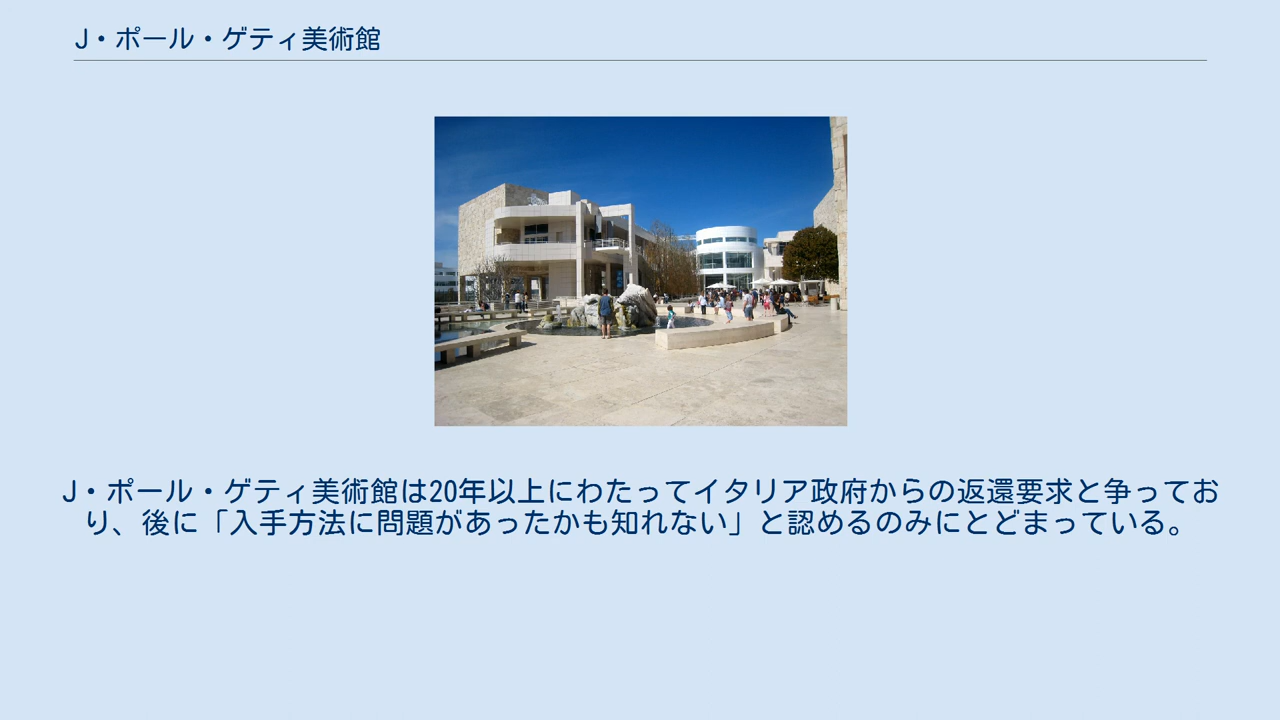 J・ポール・ゲティ美術館
J・ポール・ゲティ美術館は20年以上にわたってイタリア政府からの返還要求と争ってお
り、後に「入手方法に問題があったかも知れない」と認めるのみにとどまっている。